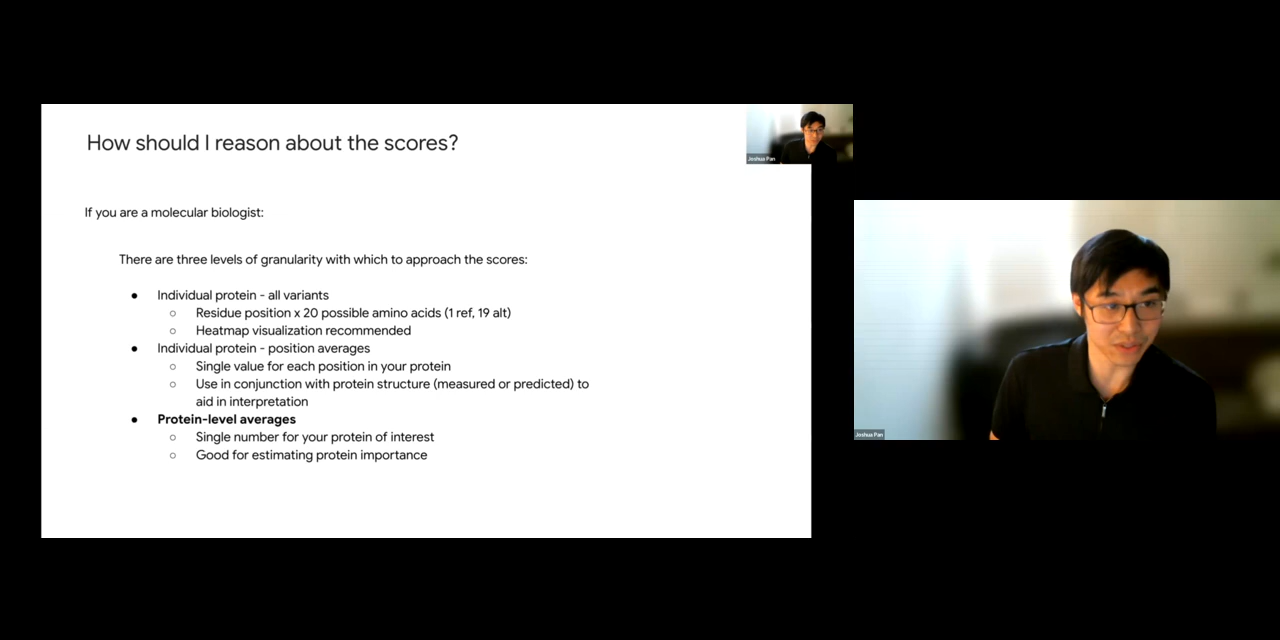 How should I reason about the scores?
Joshua Pan
If you are a molecular biologist:
There are three levels of granularity with which to approach the scores:
● Individual protein - all variants
○ Residue position x 20 possible amino acids (1 ref, 19 alt)
○ Heatmap visualization recommended
● Individual protein - position averages
○ Single value for each position in your protein
○ Use in conjunction with protein structure (measured or predicted) to
aid in interpretation
● Protein-level averages
○ Single number for your protein of interest
○ Good for estimating protein importance
Joshua Pan